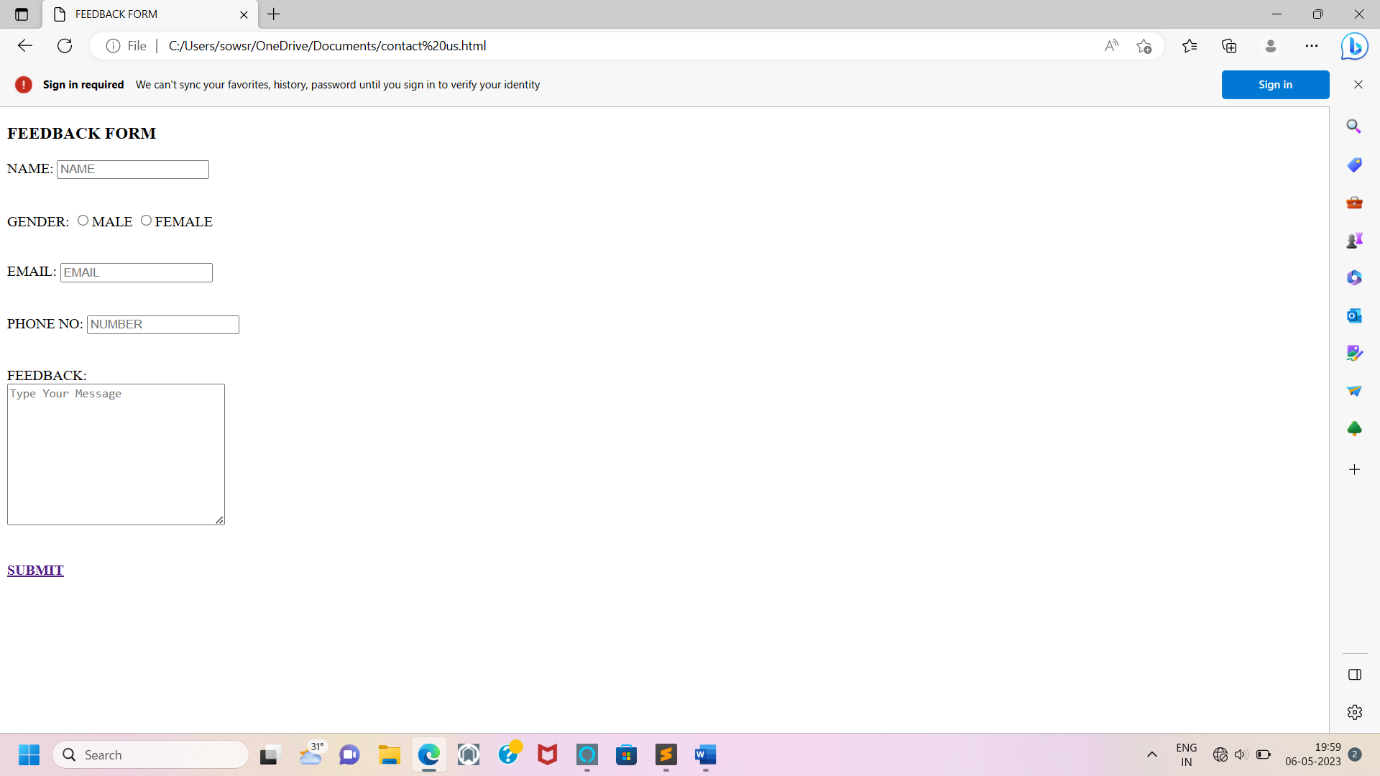 FEEDBACK FORM
File | C:/Users/sowsr/OneDrive/Documents/contact%20us.html
Sign in required We can't sync your favorites, history, password until you sign in to verify your identity Sign in
FEEDBACK FORM
NAME: NAME
GENDER: MALE FEMALE
EMAIL: EMAIL
PHONE NO: NUMBER
FEEDBACK:
Type Your Message
SUBMIT
Search
31°
ENG
IN
19:59
06-05-2023
2